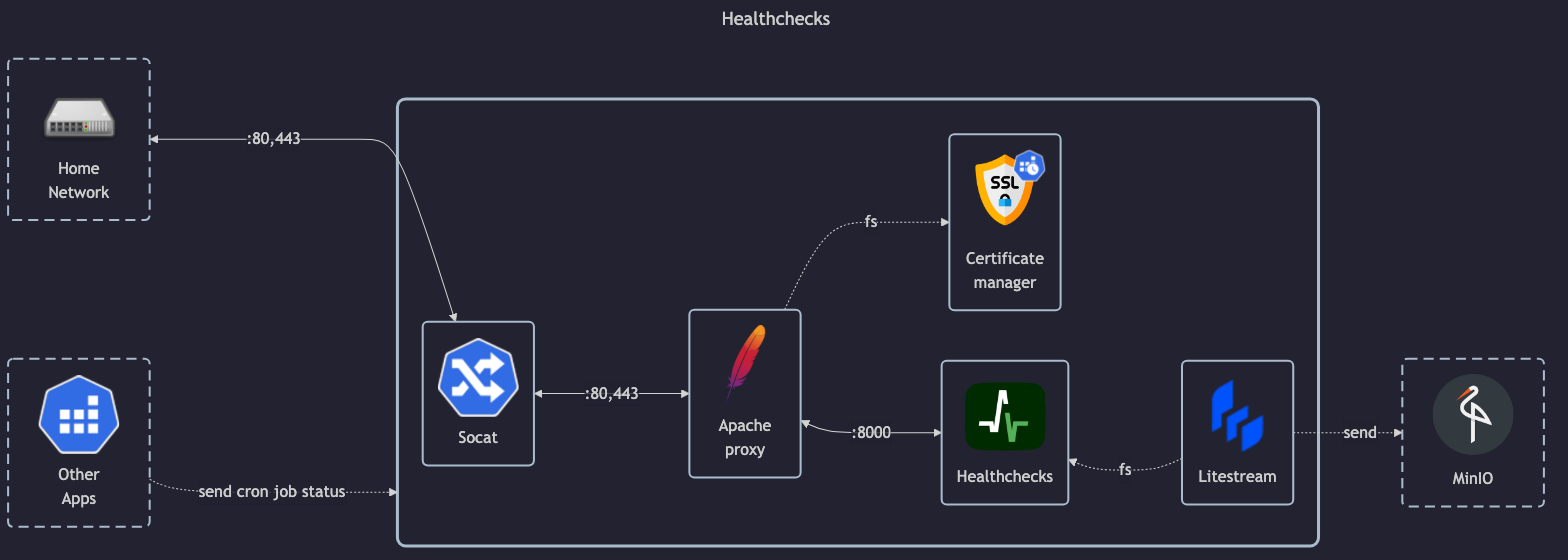 Healthchecks
Home
Network
:80,443
SSL
fs
Certificate
manager
Socat
:80,443
Apache
proxy
:8000
Healthchecks
fs
Litestream
send
MinIO
Other
Apps
send cron job status